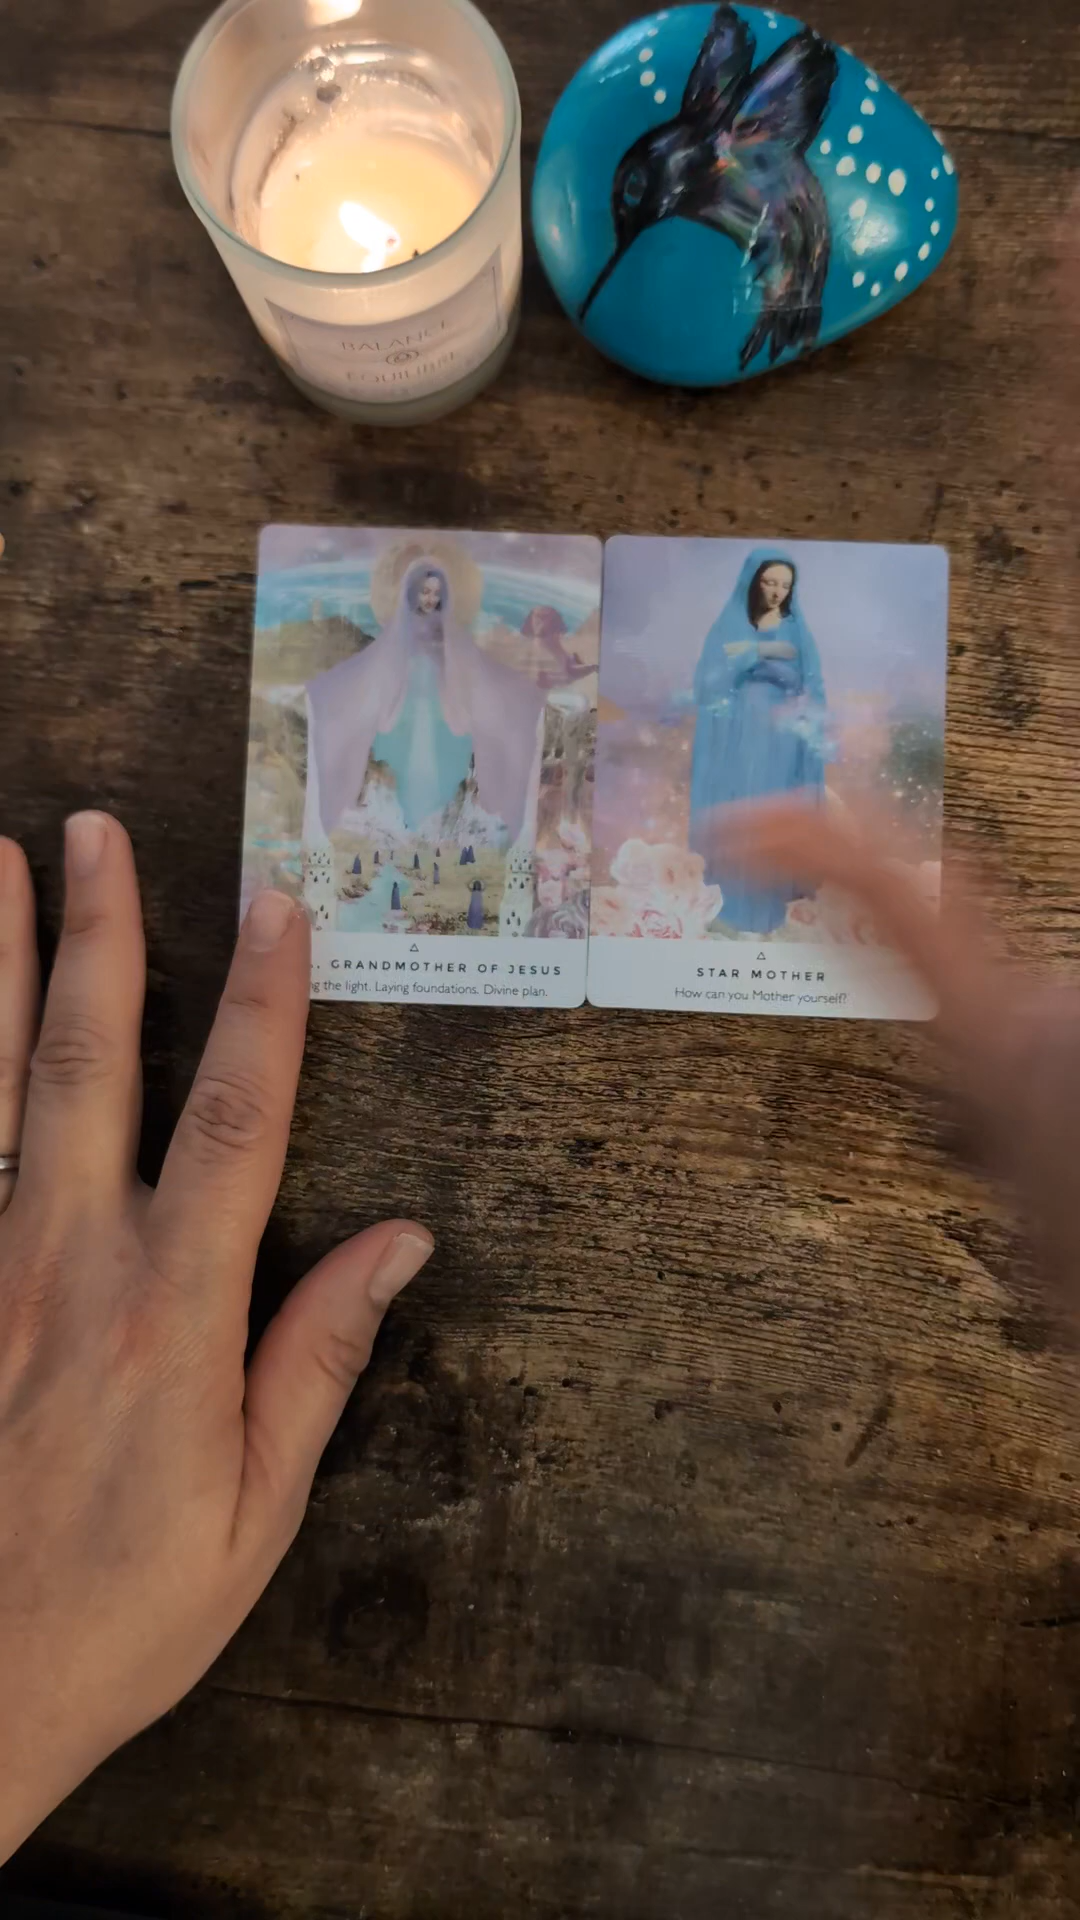 BALANCE
EQUILIBRE
GRANDMOTHER OF JESUS
the light. Laying foundations. Divine plan.
STAR MOTHER
How can you Mother yourself?